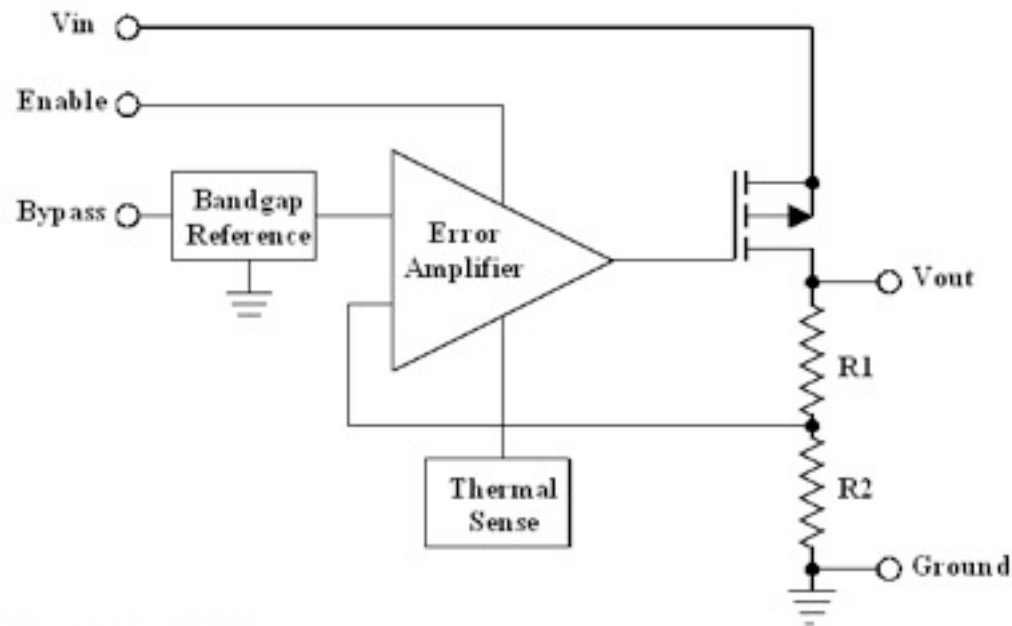 Vin
Enable
Bypass
Bandgap
Reference
Error
Amplifier
Vout
R1
R2
Thermal
Sense
Ground